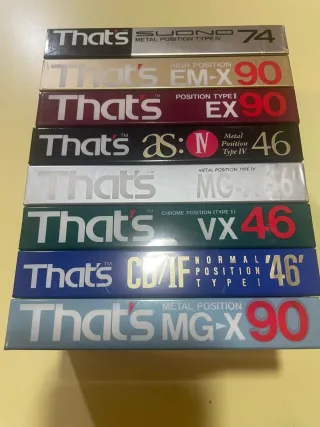 That's SUONO METAL POSITION TYPE IV 74
That's HIGH POSITION EM-X 90
That's POSITION TYPE II EX 90
That's as: IV Metal Position Type IV 46
That's METAL POSITION TYPE IV MG-X 46
That's CHROME POSITION (TYPE II) VX 46
That's CD/IF NORMAL POSITION TYPE I '46'
That's METAL POSITION MG-X 90